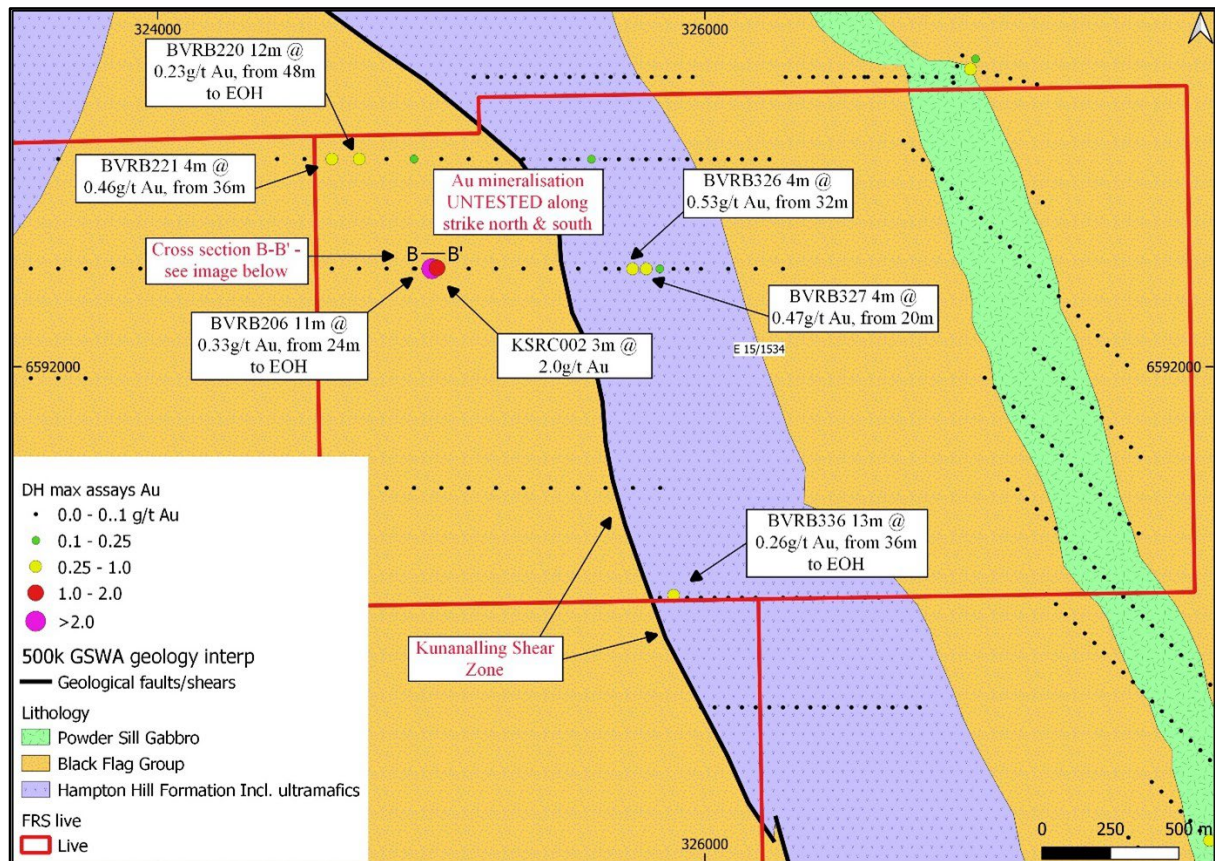 324000
326000
BVRB220 12m @
0.23g/t Au, from 48m
to EOH
BVRB221 4m @
0.46g/t Au, from 36m
Au mineralisation
UNTESTED along
strike north & south
BVRB326 4m @
0.53g/t Au, from 32m
Cross section B-B' -
see image below
B B'
BVRB327 4m @
0.47g/t Au, from 20m
BVRB206 11m @
0.33g/t Au, from 24m
to EOH
KSRC002 3m @
2.0g/t Au
E 15/1534
6592000
6592000
DH max assays Au
0.0 - 0..1 g/t Au
0.1 - 0.25
0.25 - 1.0
1.0 - 2.0
>2.0
500k GSWA geology interp
Geological faults/shears
Lithology
Powder Sill Gabbro
Black Flag Group
Hampton Hill Formation Incl. ultramafics
FRS live
Live
BVRB336 13m @
0.26g/t Au, from 36m
to EOH
Kunanalling Shear
Zone
326000
0 250 500 m